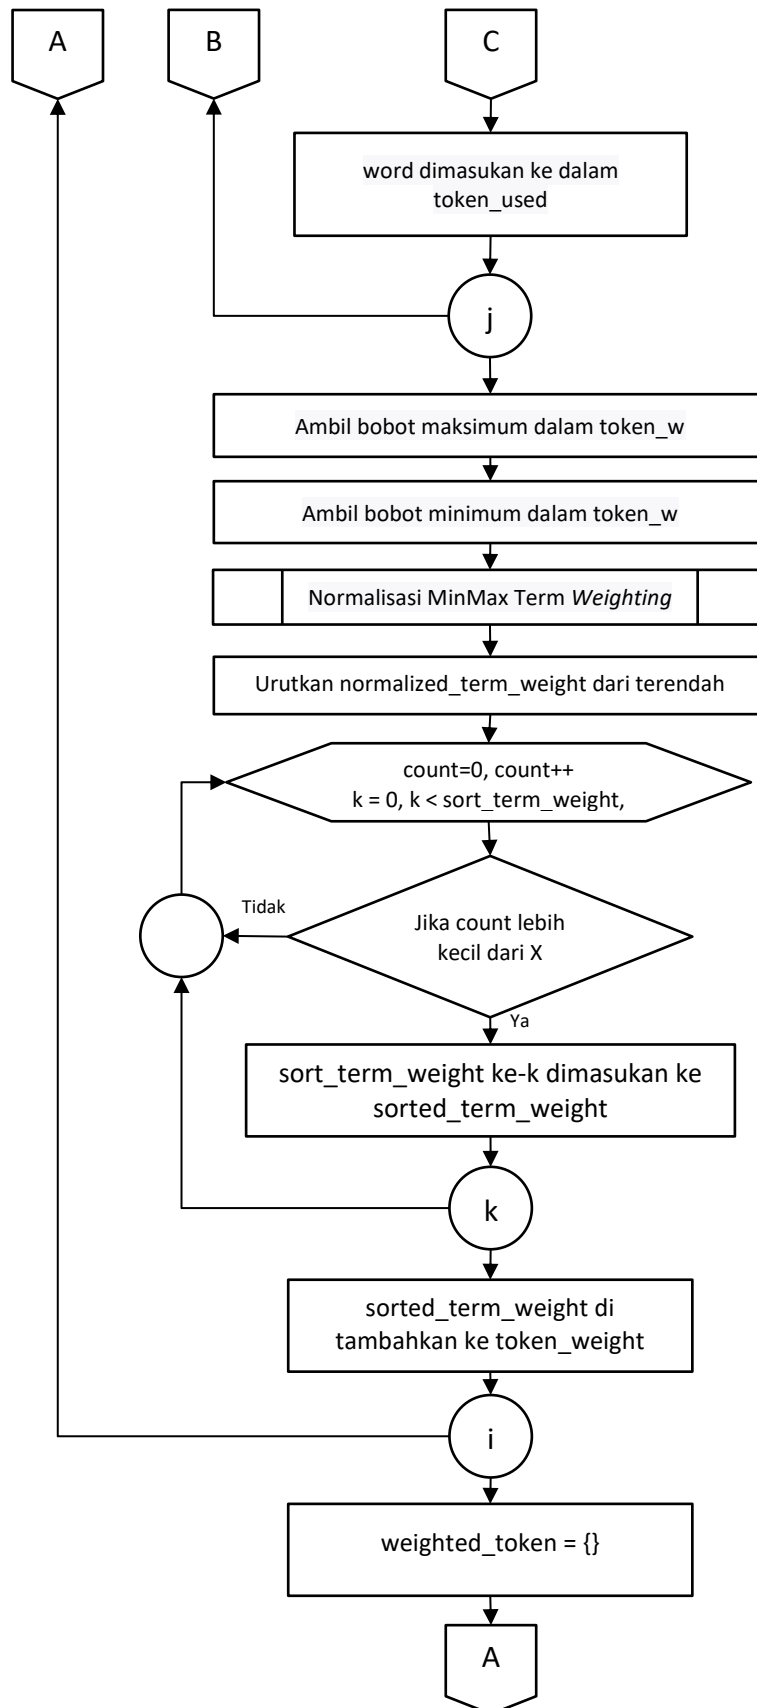 A
B
C
word dimasukan ke dalam
token_used
j
Ambil bobot maksimum dalam token_w
Ambil bobot minimum dalam token_w
Normalisasi MinMax Term Weighting
Urutkan normalized_term_weight dari terendah
count=0, count++
k = 0, k < sort_term_weight,
Tidak
Jika count lebih
kecil dari X
Ya
sort_term_weight ke-k dimasukan ke
sorted_term_weight
k
sorted_term_weight di
tambahkan ke token_weight
i
weighted_token = {}
A